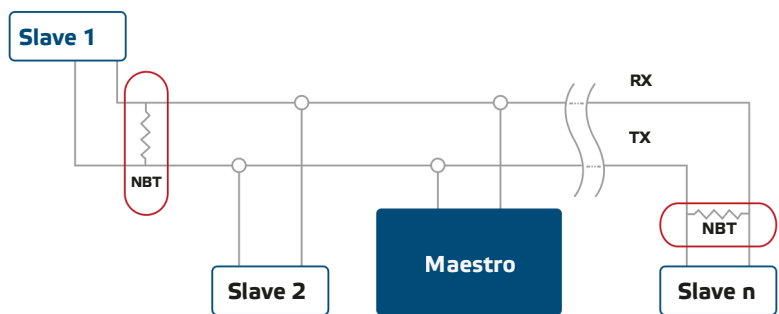 Slave 1
RX
TX
NBT
NBT
Maestro
Slave 2
Slave n